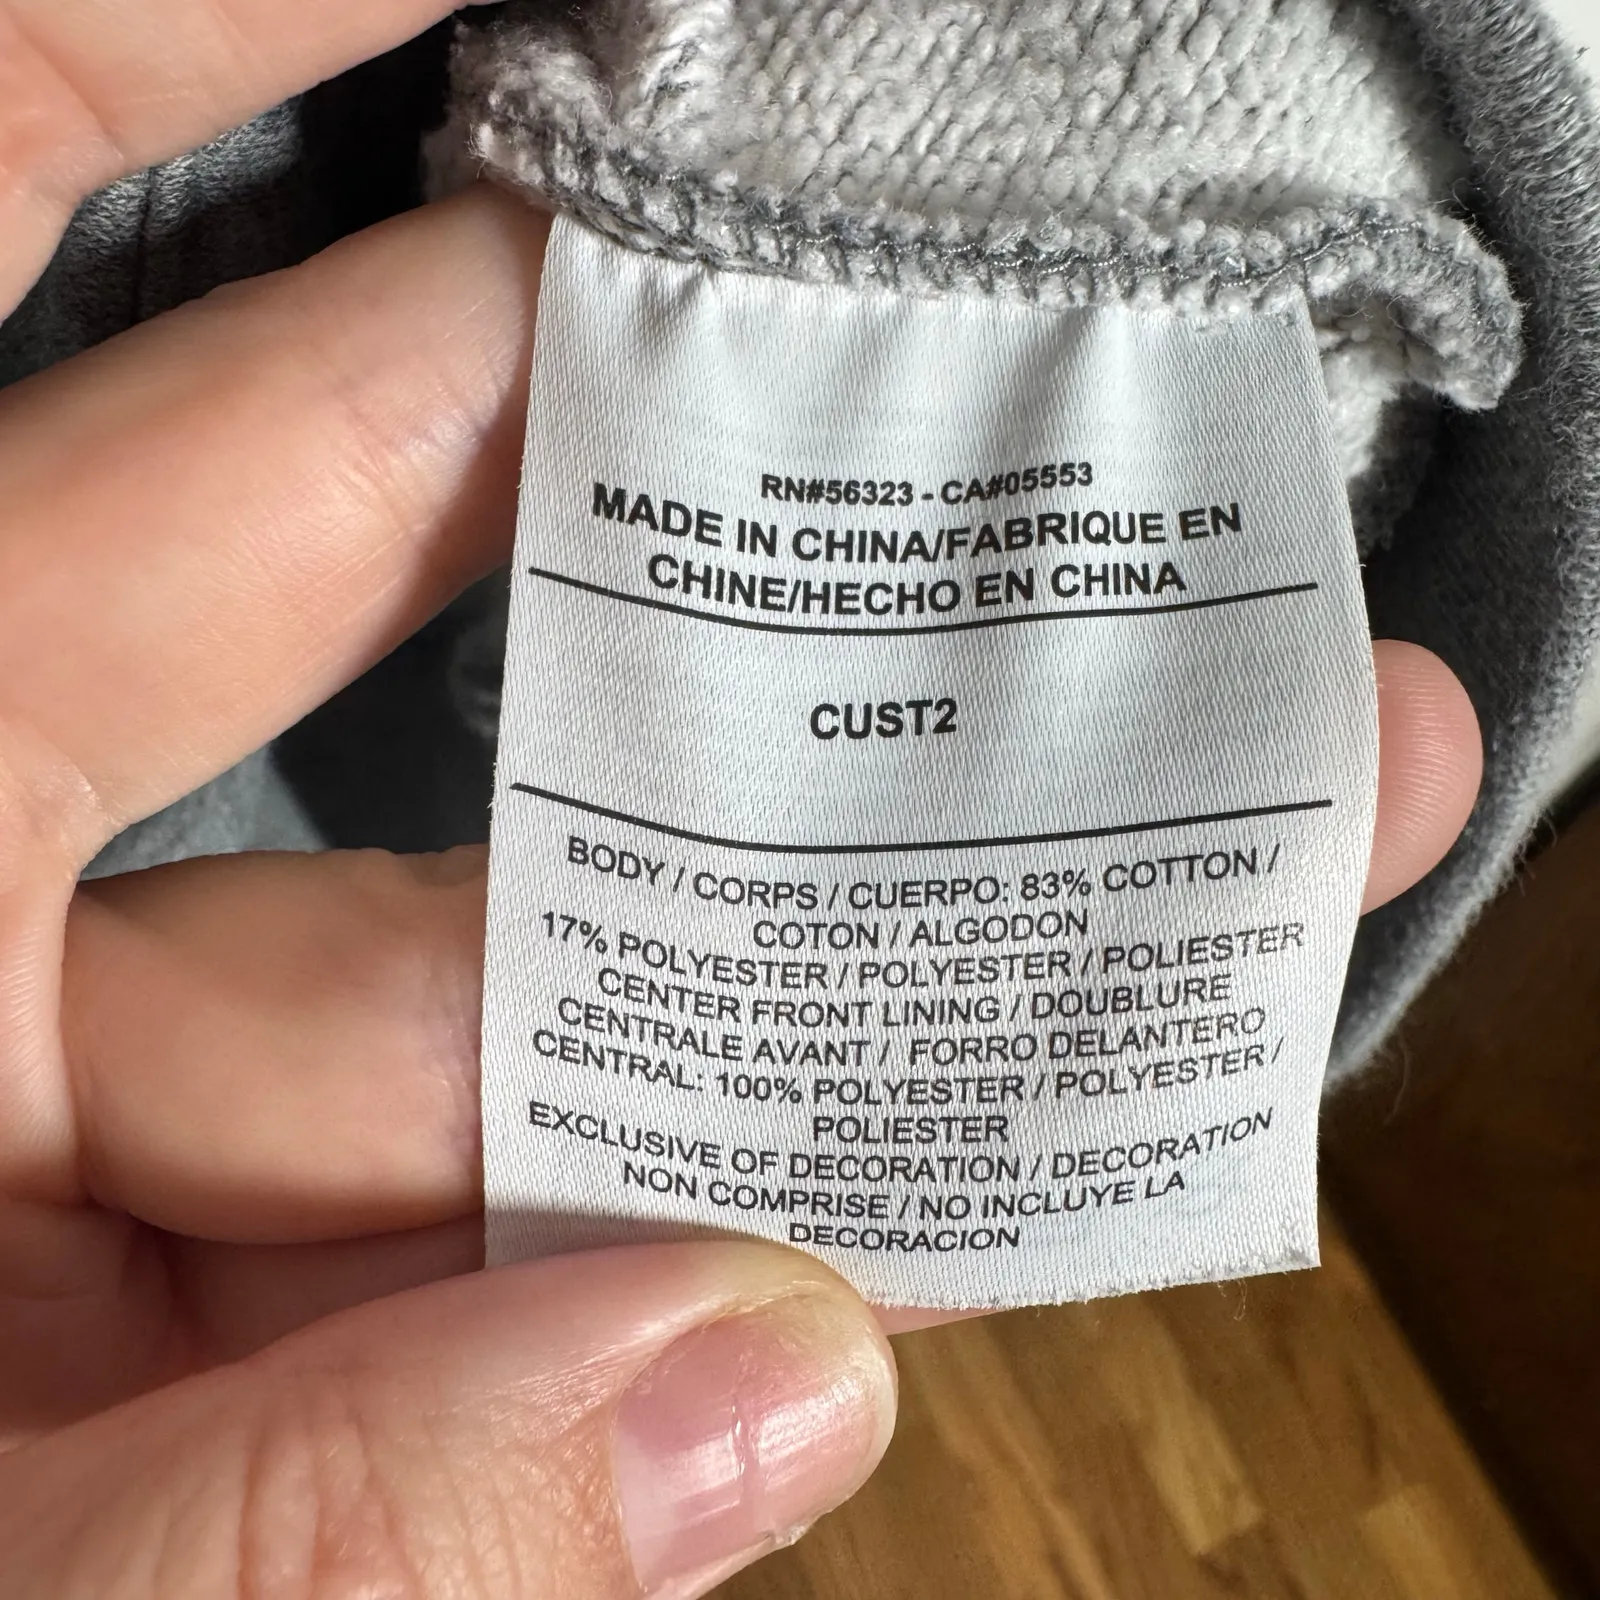 RN#56323 - CA#05553
MADE IN CHINA/FABRIQUE EN
CHINE/HECHO EN CHINA
CUST2
BODY / CORPS / CUERPO: 83% COTTON /
COTON / ALGODON
17% POLYESTER / POLYESTER / POLIESTER
CENTER FRONT LINING / DOUBLURE
CENTRALE AVANT / FORRO DELANTERO
CENTRAL: 100% POLYESTER / POLYESTER /
POLIESTER
EXCLUSIVE OF DECORATION / DECORATION
NON COMPRISE / NO INCLUYE LA
DECORACION